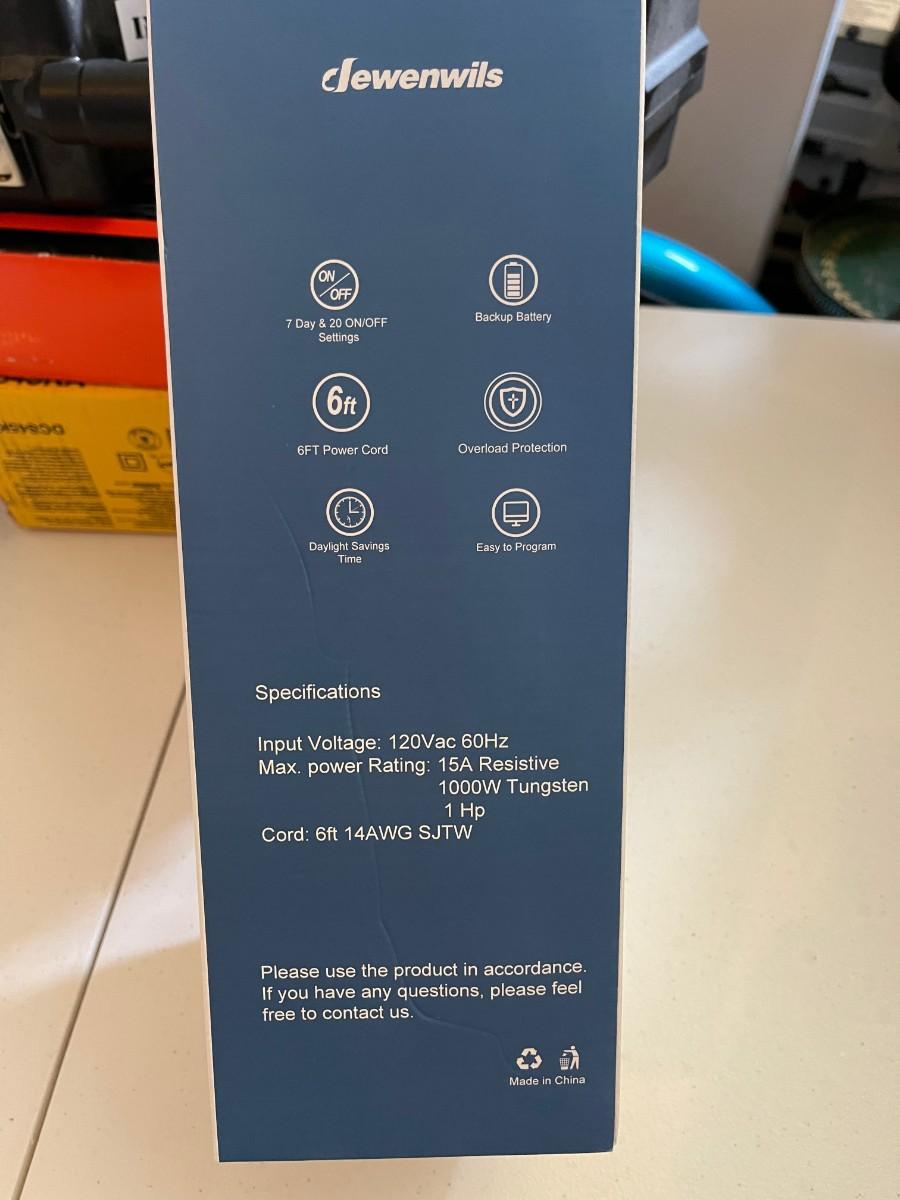 dewenwils
ON
OFF
7 Day & 20 ON/OFF
Settings
Backup Battery
6ft
6FT Power Cord
Overload Protection
Daylight Savings
Time
Easy to Program
Specifications
Input Voltage: 120Vac 60Hz
Max. power Rating: 15A Resistive
1000W Tungsten
1 Hp
Cord: 6ft 14AWG SJTW
Please use the product in accordance.
If you have any questions, please feel
free to contact us.
Made in China